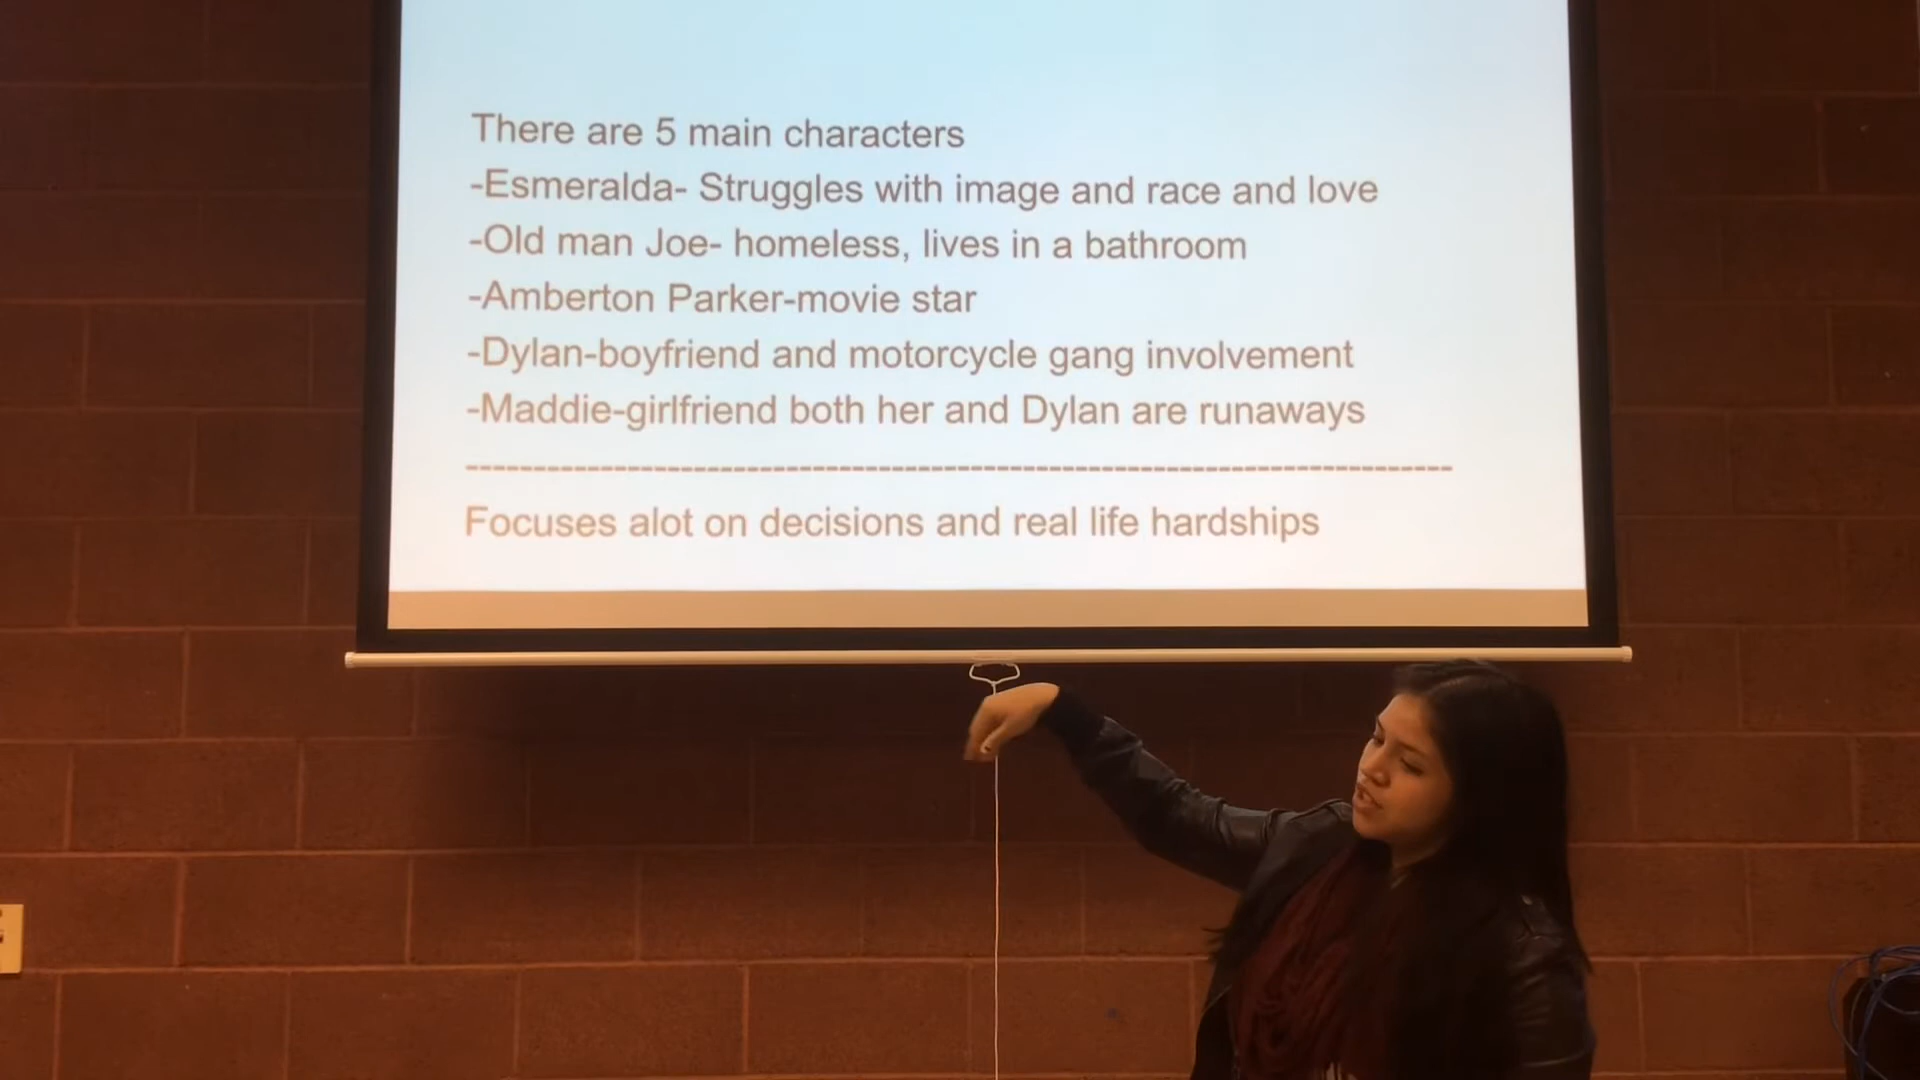 There are 5 main characters
-Esmeralda- Struggles with image and race and love
-Old man Joe- homeless, lives in a bathroom
-Amberton Parker-movie star
-Dylan-boyfriend and motorcycle gang involvement
-Maddie-girlfriend both her and Dylan are runaways
--------------------------------------------------------------------------
Focuses alot on decisions and real life hardships